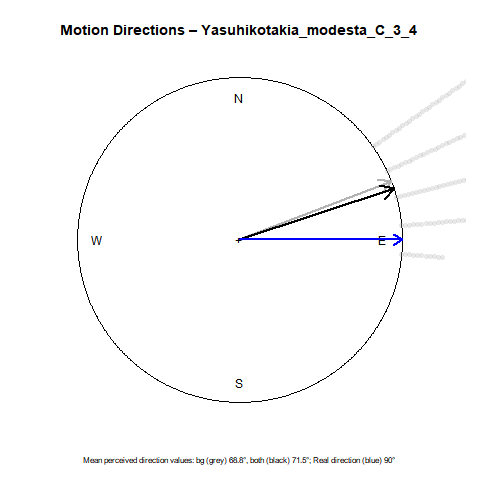 Motion Directions – Yasuhikotakia_modesta_C_3_4
N
W
E
S
Mean perceived direction values: bg (grey) 68.8°, both (black) 71.5°; Real direction (blue) 90°